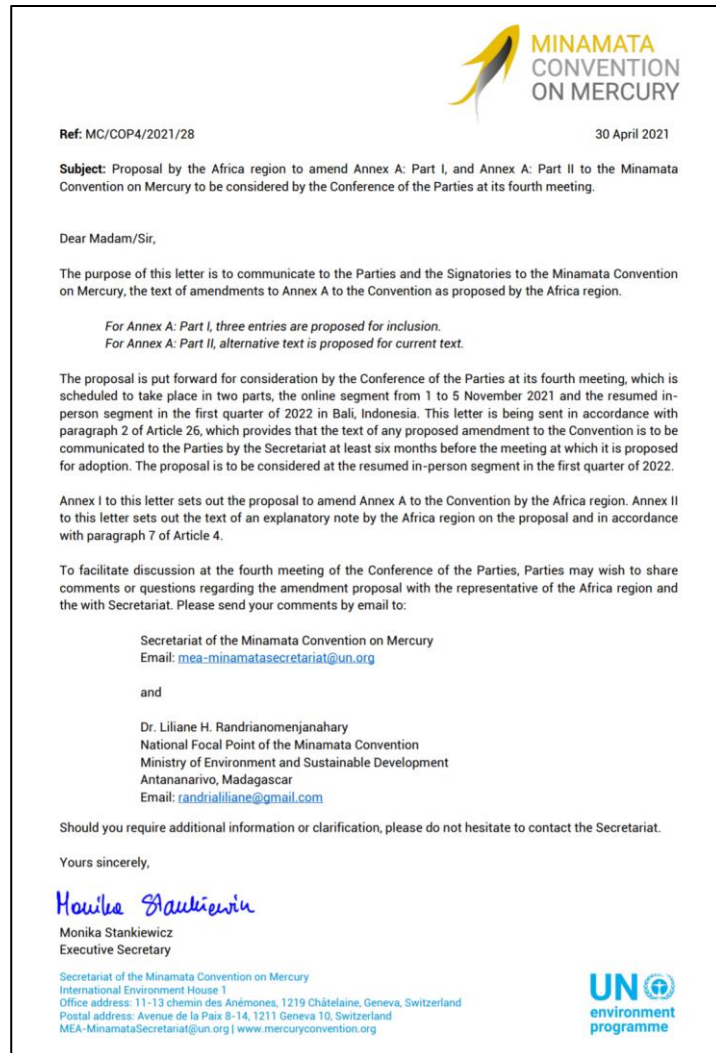 MINAMATA
CONVENTION
ON MERCURY
Ref: MC/COP4/2021/28 30 April 2021
Subject: Proposal by the Africa region to amend Annex A: Part I, and Annex A: Part II to the Minamata
Convention on Mercury to be considered by the Conference of the Parties at its fourth meeting.
Dear Madam/Sir,
The purpose of this letter is to communicate to the Parties and the Signatories to the Minamata Convention
on Mercury, the text of amendments to Annex A to the Convention as proposed by the Africa region.
For Annex A: Part I, three entries are proposed for inclusion.
For Annex A: Part II, alternative text is proposed for current text.
The proposal is put forward for consideration by the Conference of the Parties at its fourth meeting, which is
scheduled to take place in two parts, the online segment from 1 to 5 November 2021 and the resumed in-
person segment in the first quarter of 2022 in Bali, Indonesia. This letter is being sent in accordance with
paragraph 2 of Article 26, which provides that the text of any proposed amendment to the Convention is to be
communicated to the Parties by the Secretariat at least six months before the meeting at which it is proposed
for adoption. The proposal is to be considered at the resumed in-person segment in the first quarter of 2022.
Annex I to this letter sets out the proposal to amend Annex A to the Convention by the Africa region. Annex II
to this letter sets out the text of an explanatory note by the Africa region on the proposal and in accordance
with paragraph 7 of Article 4.
To facilitate discussion at the fourth meeting of the Conference of the Parties, Parties may wish to share
comments or questions regarding the amendment proposal with the representative of the Africa region and
the with Secretariat. Please send your comments by email to:
Secretariat of the Minamata Convention on Mercury
Email: mea-minamatasecretariat@un.org
and
Dr. Liliane H. Randrianomenjanahary
National Focal Point of the Minamata Convention
Ministry of Environment and Sustainable Development
Antananarivo, Madagascar
Email: randrialiliane@gmail.com
Should you require additional information or clarification, please do not hesitate to contact the Secretariat.
Yours sincerely,
Monika Stankiewicz
Monika Stankiewicz
Executive Secretary
Secretariat of the Minamata Convention on Mercury
International Environment House 1
Office address: 11-13 chemin des Anémones, 1219 Châtelaine, Geneva, Switzerland
Postal address: Avenue de la Paix 8-14, 1211 Geneva 10, Switzerland
MEA-MinamataSecretariat@un.org | www.mercuryconvention.org
UN
environment
programme